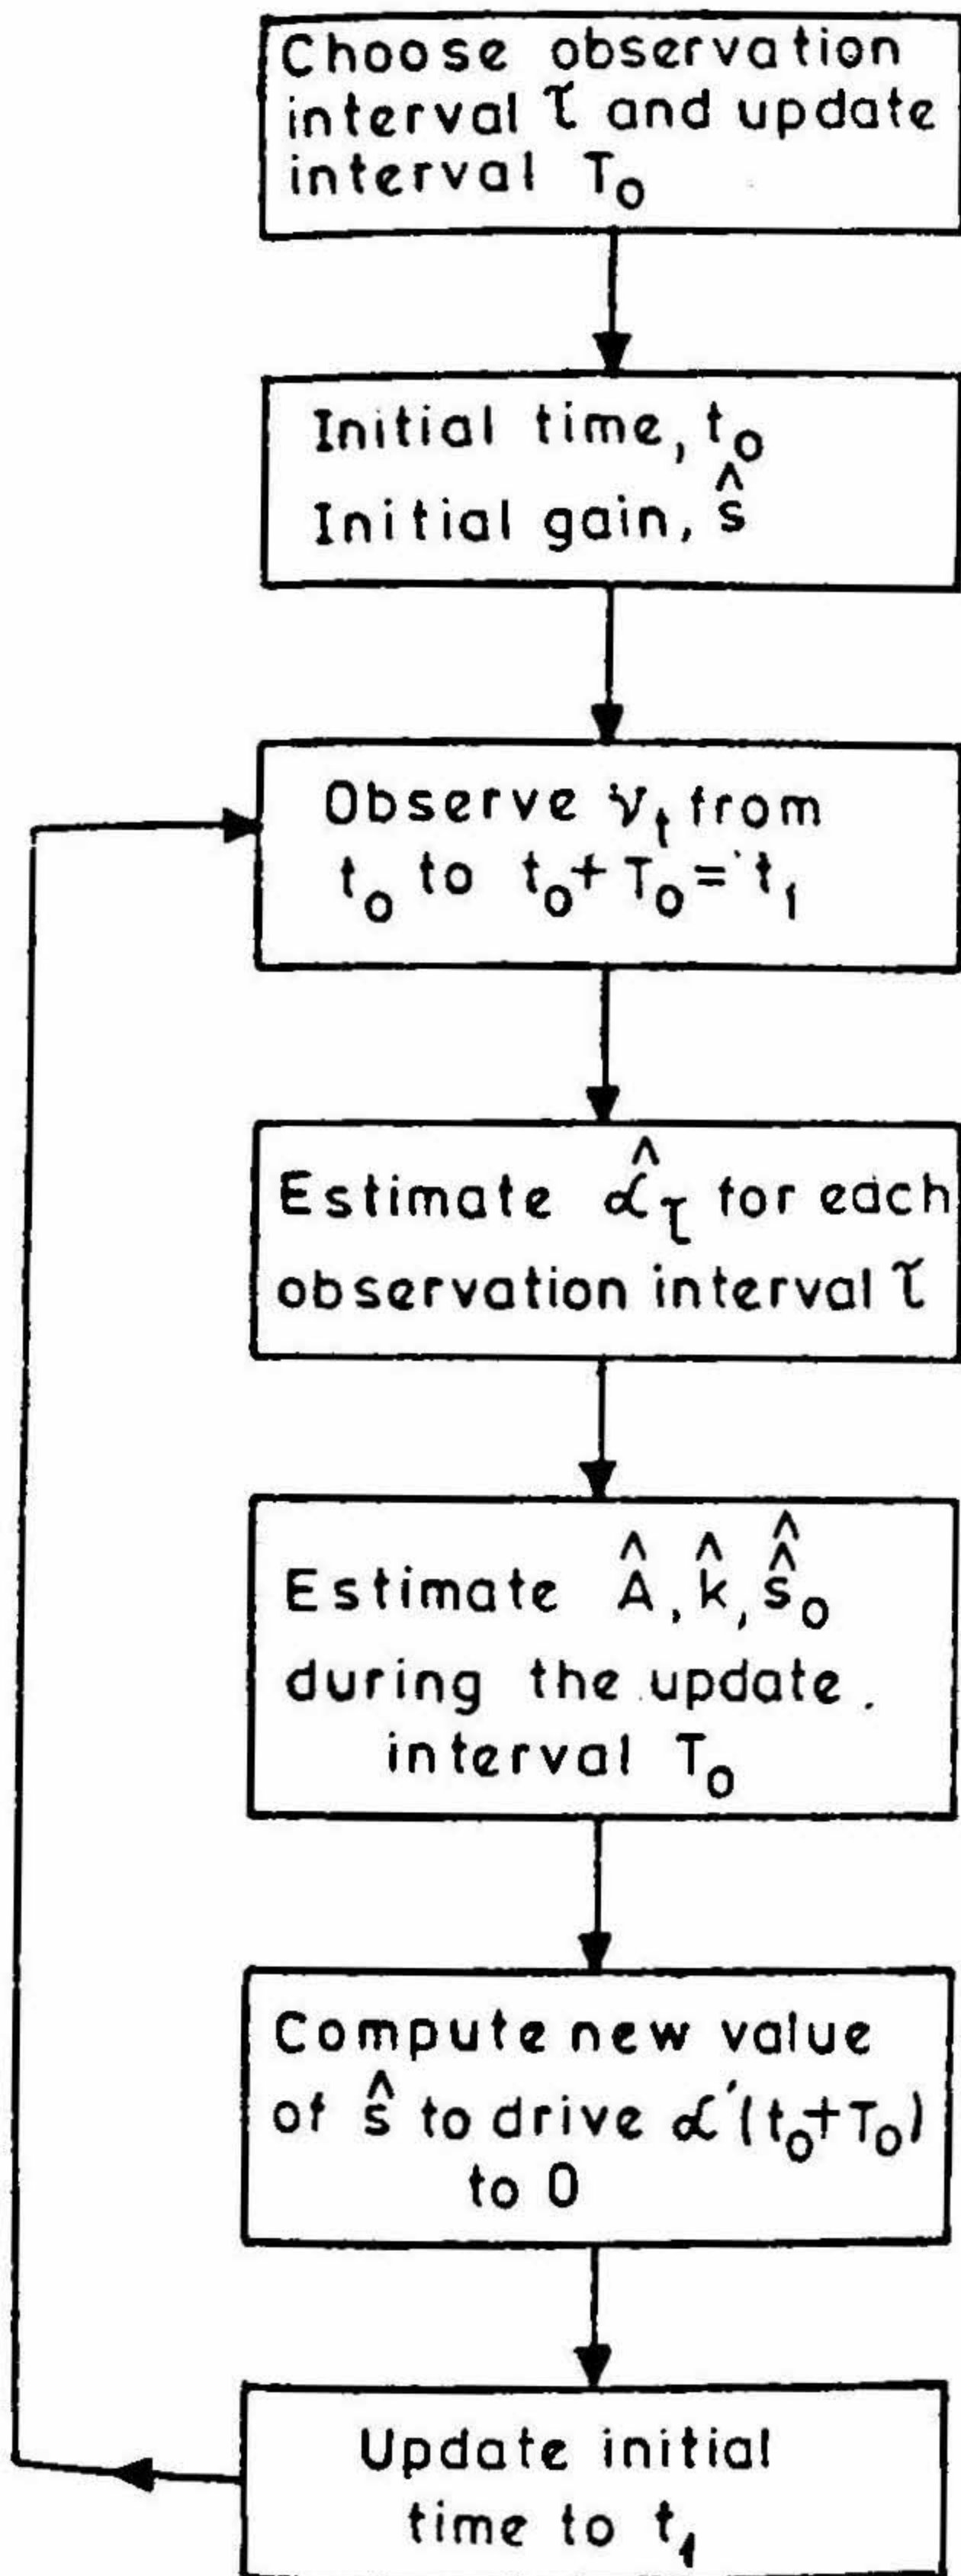 Choose observation
interval τ and update
interval T₀
Initial time, t₀
Initial gain, ŝ
Observe ν_t from
t₀ to t₀+T₀= t₁
Estimate α̂_τ for each
observation interval τ
Estimate Â, k̂, ŝ̂₀
during the update
interval T₀
Compute new value
of ŝ to drive α′(t₀+T₀)
to 0
Update initial
time to t₁